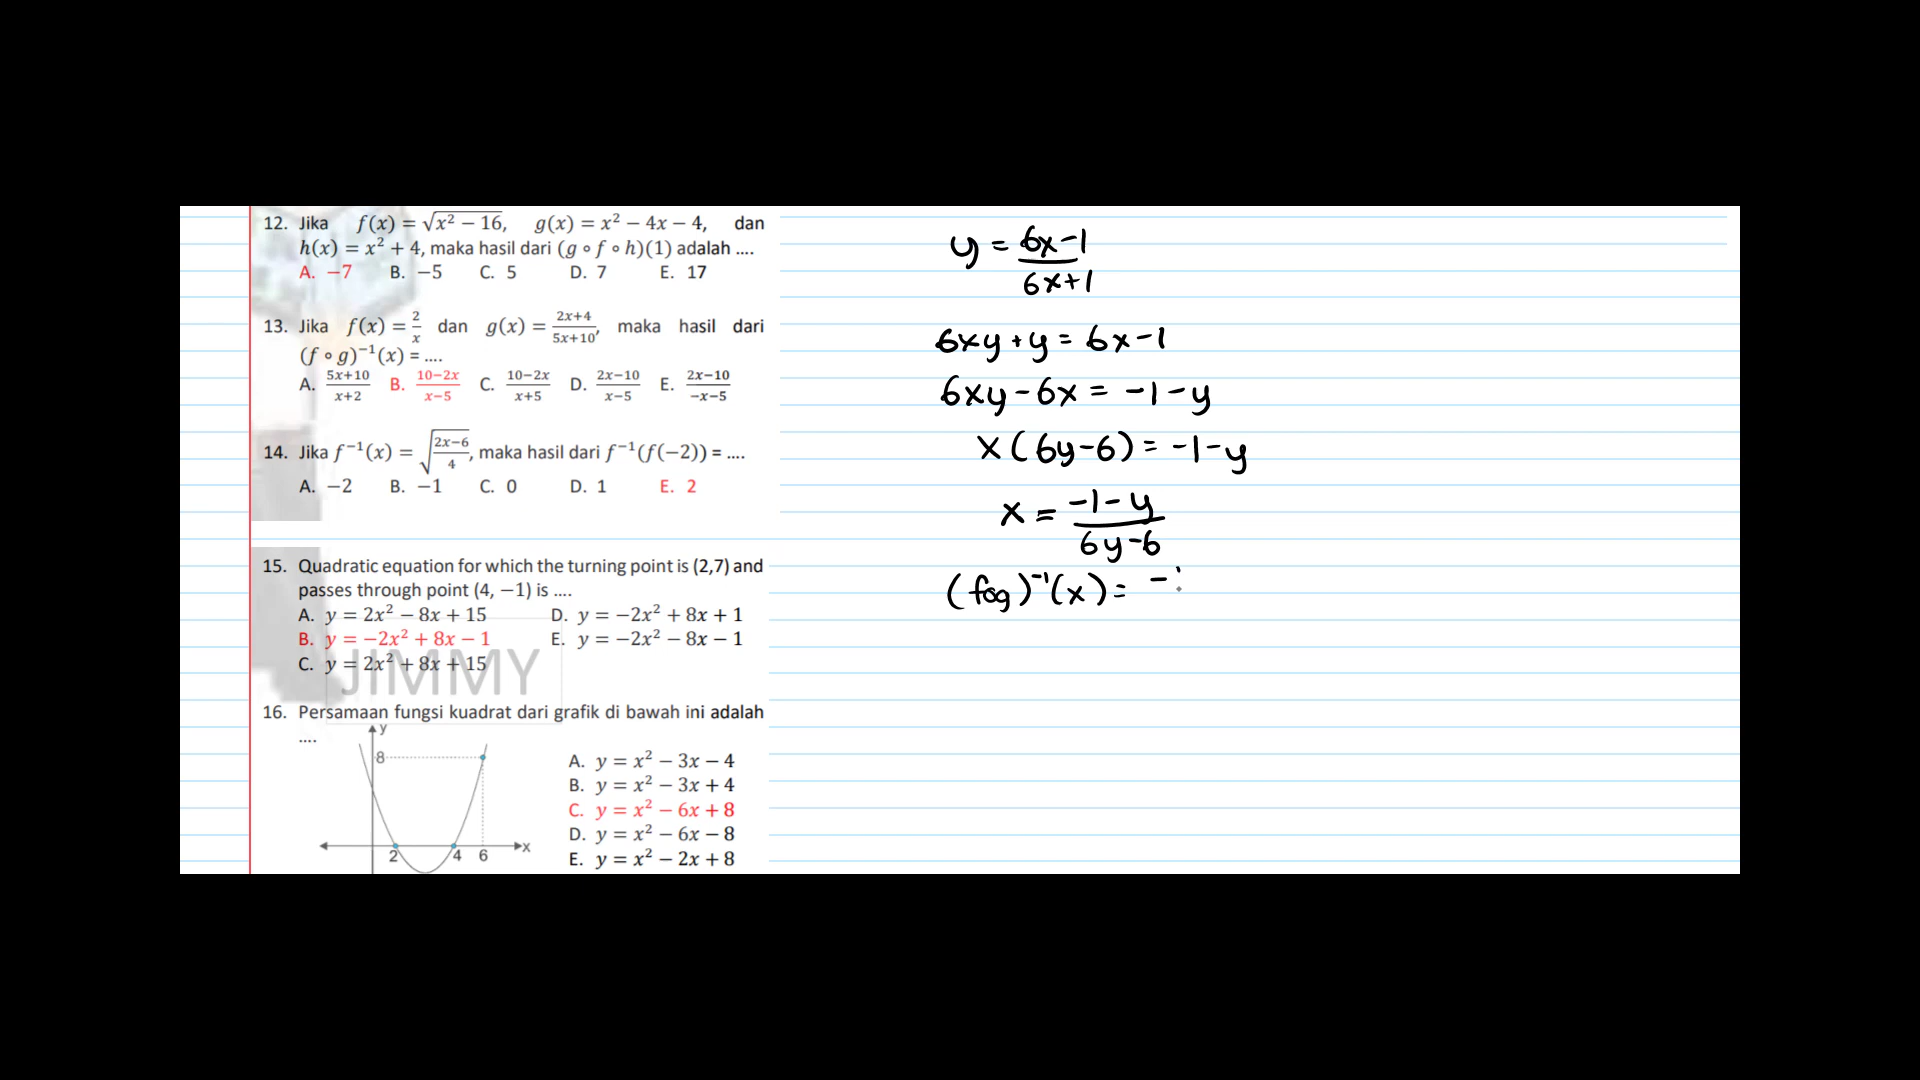 12. Jika f(x) = √(x² − 16), g(x) = x² − 4x − 4, dan
h(x) = x² + 4, maka hasil dari (g ∘ f ∘ h)(1) adalah ....
A. −7 B. −5 C. 5 D. 7 E. 17
13. Jika f(x) = 2/x dan g(x) = (2x+4)/(5x+10), maka hasil dari
(f ∘ g)⁻¹(x) = ....
A. (5x+10)/(x+2) B. (10−2x)/(x−5) C. (10−2x)/(x+5) D. (2x−10)/(x−5) E. (2x−10)/(−x−5)
14. Jika f⁻¹(x) = √((2x−6)/4), maka hasil dari f⁻¹(f(−2)) = ....
A. −2 B. −1 C. 0 D. 1 E. 2
15. Quadratic equation for which the turning point is (2,7) and
passes through point (4, −1) is ....
A. y = 2x² − 8x + 15 D. y = −2x² + 8x + 1
B. y = −2x² + 8x − 1 E. y = −2x² − 8x − 1
C. y = 2x² + 8x + 15
JIMMY
16. Persamaan fungsi kuadrat dari grafik di bawah ini adalah
....
y
8
2 4 6 x
A. y = x² − 3x − 4
B. y = x² − 3x + 4
C. y = x² − 6x + 8
D. y = x² − 6x − 8
E. y = x² − 2x + 8
y = (6x−1)/(6x+1)
6xy + y = 6x − 1
6xy − 6x = −1 − y
x(6y−6) = −1 − y
x = (−1−y)/(6y−6)
(fog)⁻¹(x) = −